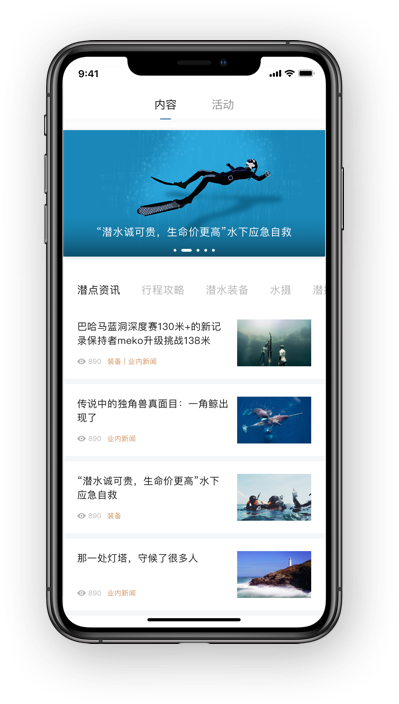 9:41
内容 活动
“潜水诚可贵，生命价更高”水下应急自救
潜点资讯 行程攻略 潜水装备 水摄
巴哈马蓝洞深度赛130米+的新记
录保持者meko升级挑战138米
890 装备 | 业内新闻
传说中的独角兽真面目：一角鲸出
现了
890 业内新闻
“潜水诚可贵，生命价更高”水下
应急自救
890 装备
那一处灯塔，守候了很多人
890 业内新闻